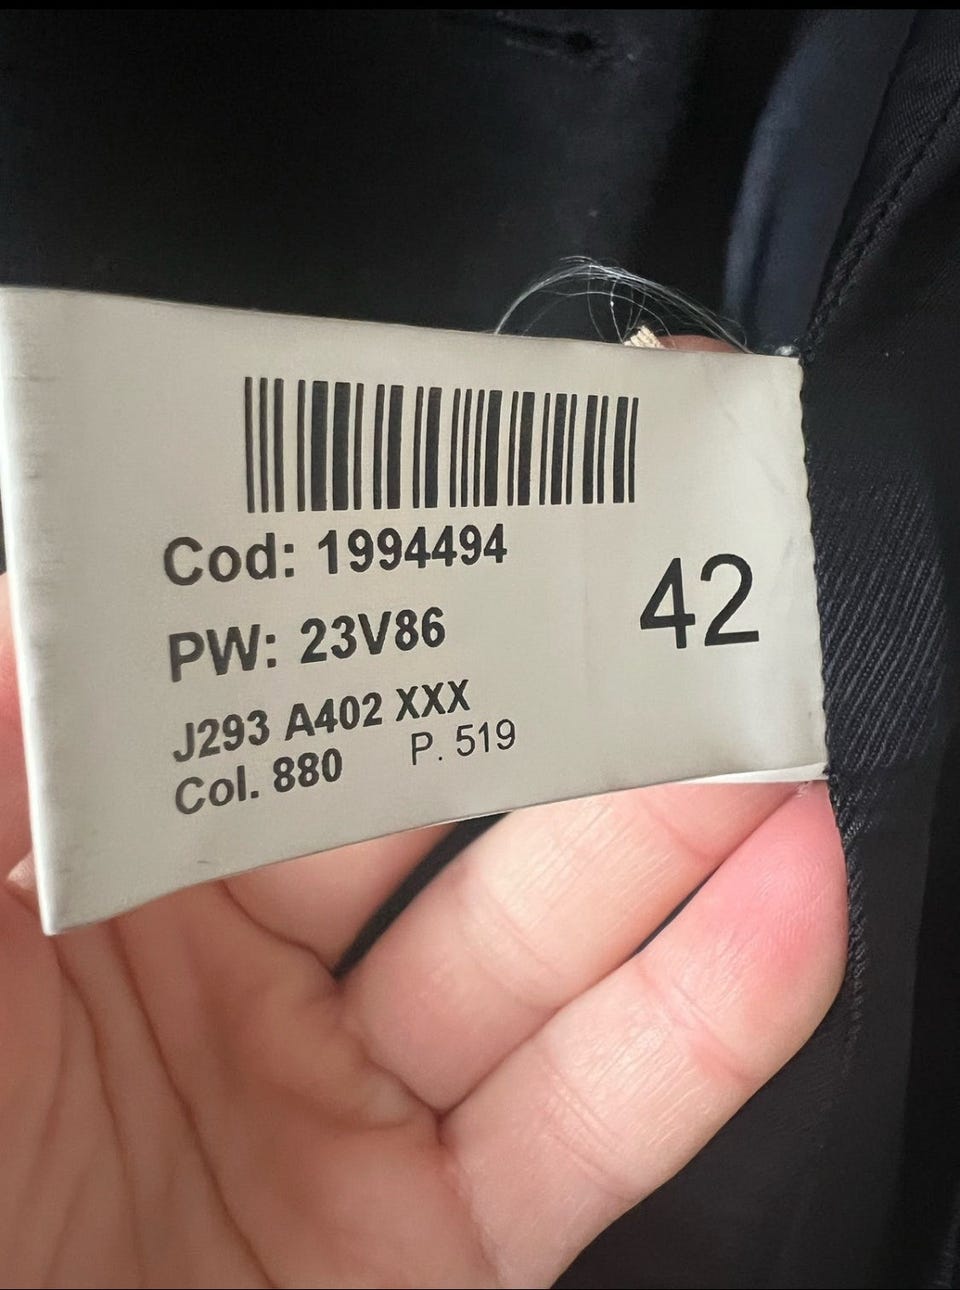 Cod: 1994494
42
PW: 23V86
J293 A402 XXX
Col. 880 P. 519